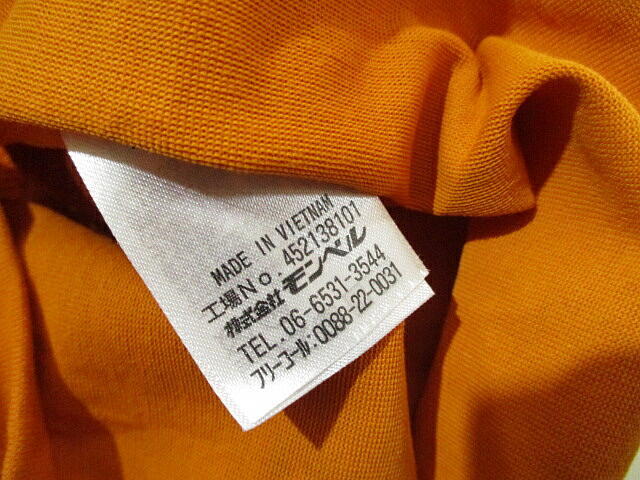 MADE IN VIETNAM
工場No. 452138101
株式会社モンベル
TEL. 06-6531-3544
フリーコール:0088-22-0031